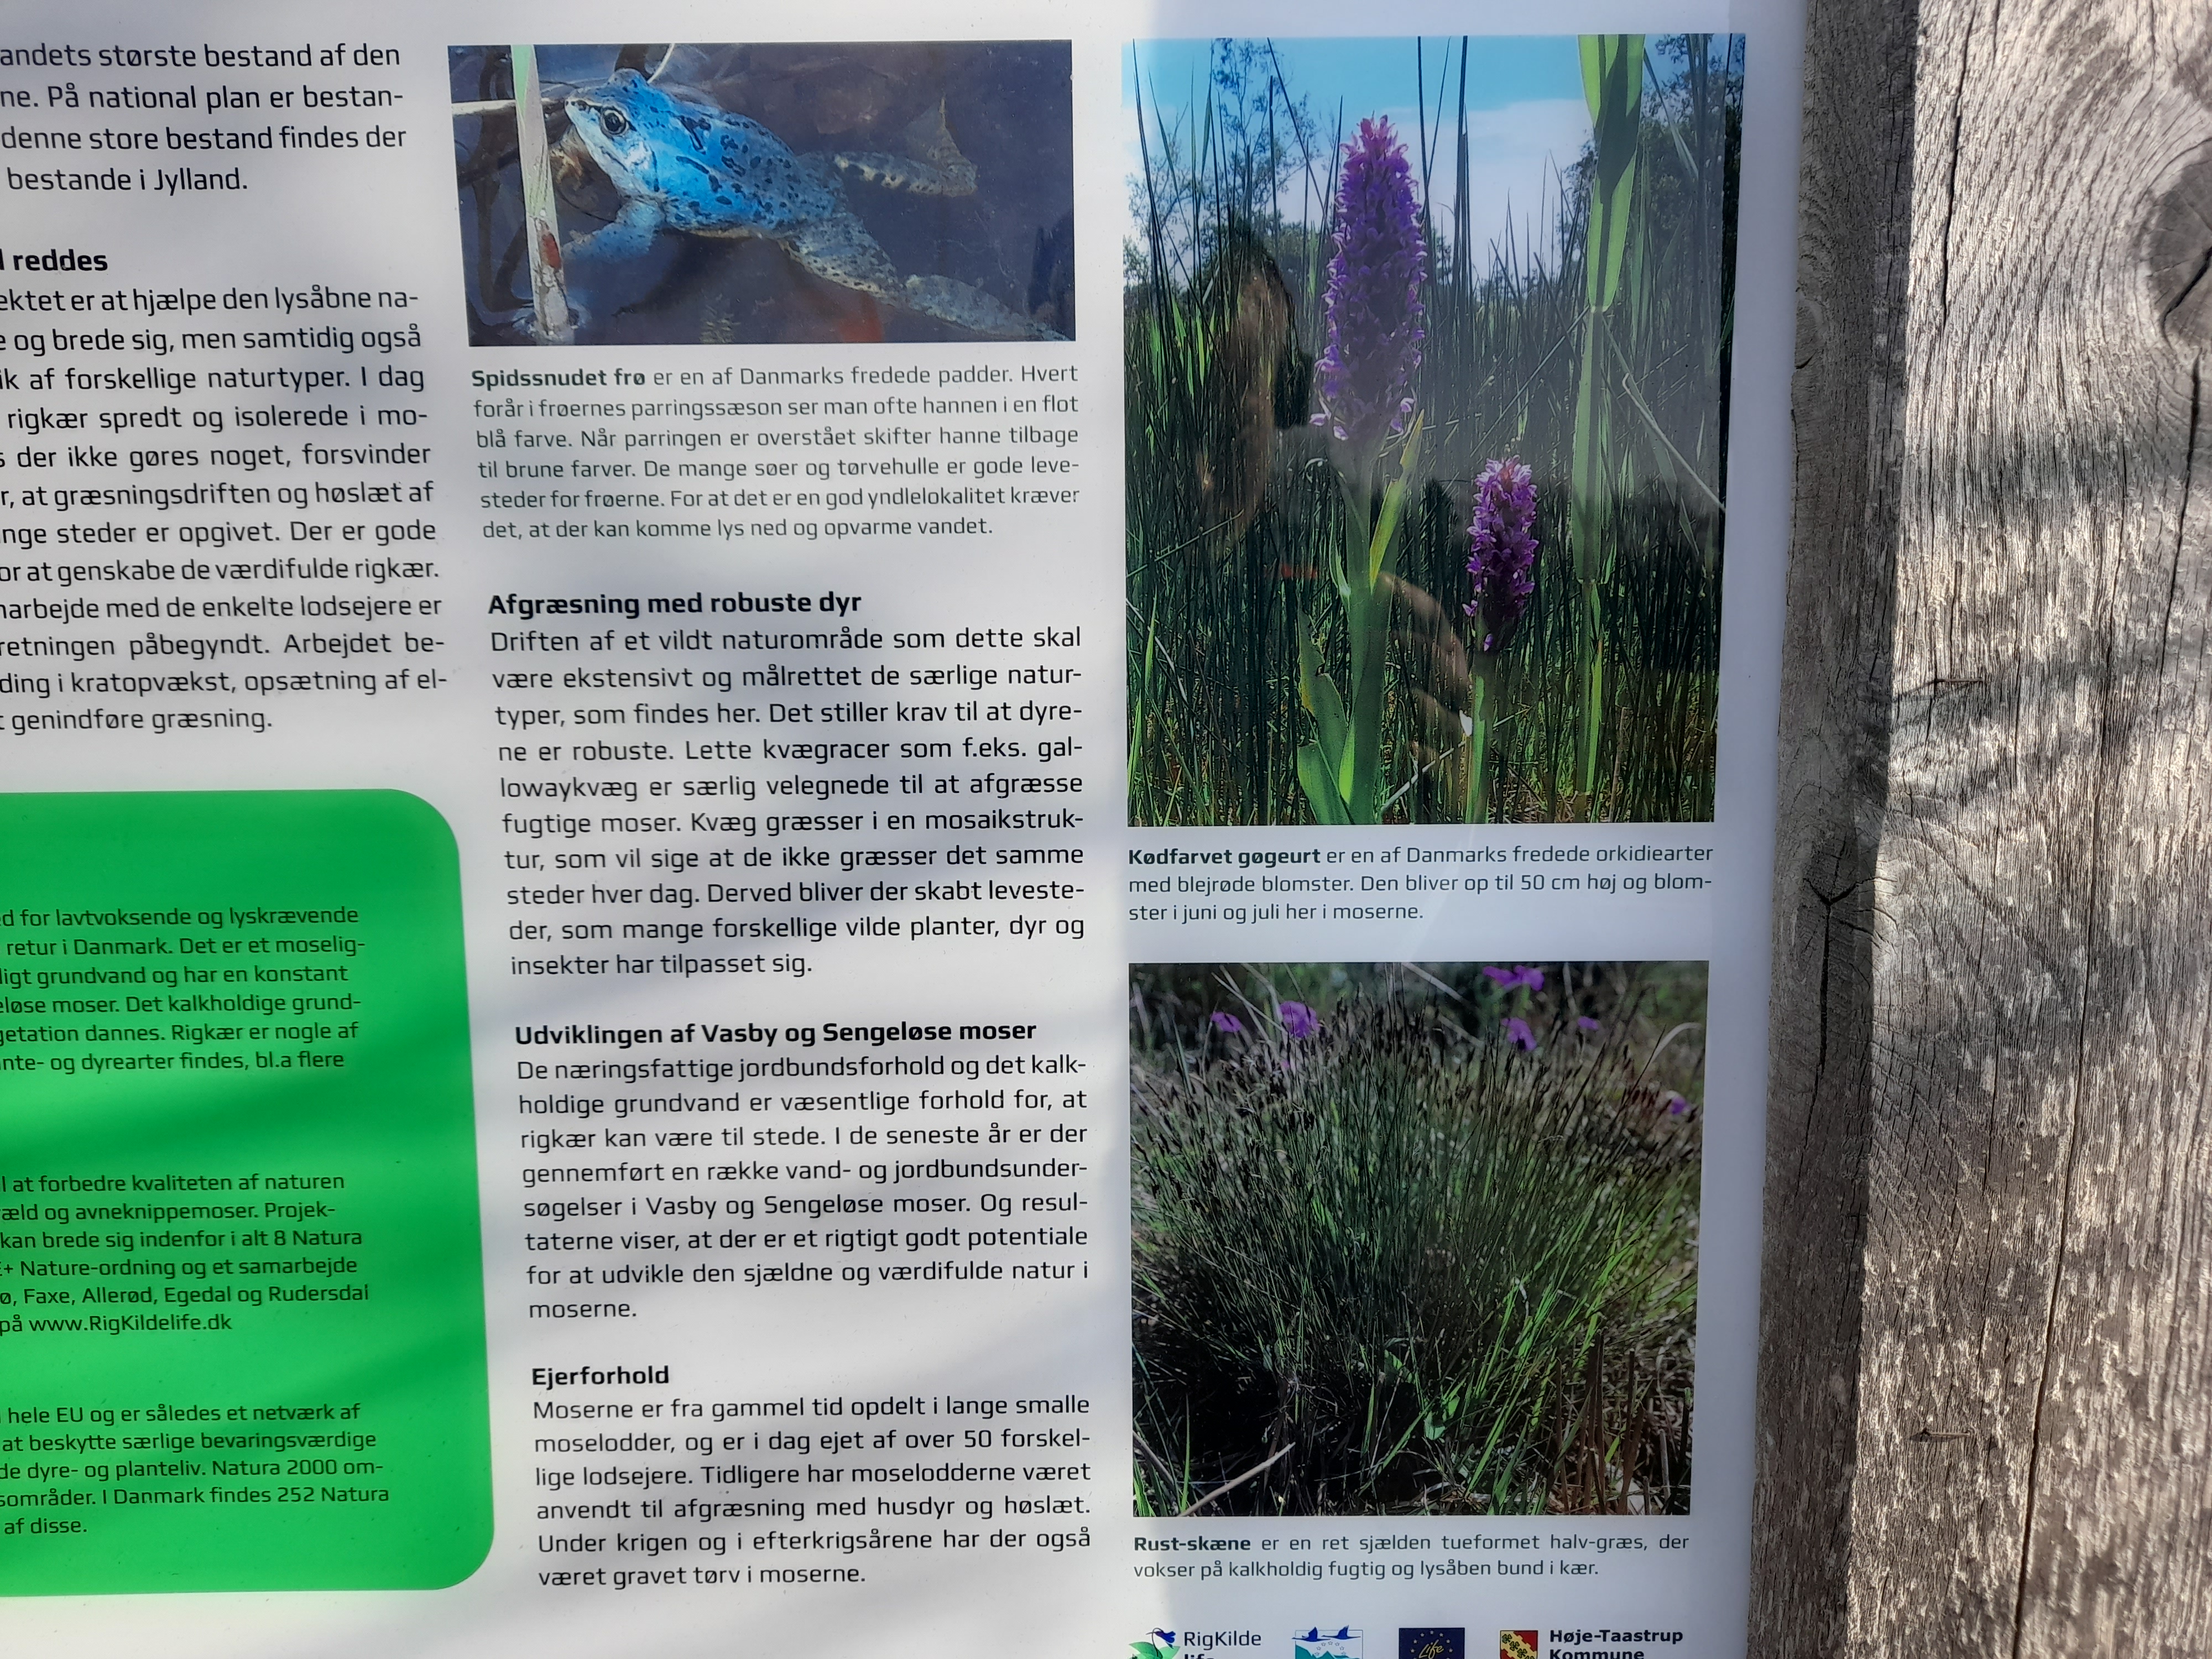 andets største bestand af den
ne. På national plan er bestan-
denne store bestand findes der
bestande i Jylland.
reddes
ektet er at hjælpe den lysåbne na-
e og brede sig, men samtidig også
ik af forskellige naturtyper. I dag
rigkær spredt og isolerede i mo-
s der ikke gøres noget, forsvinder
r, at græsningsdriften og høslæt af
nge steder er opgivet. Der er gode
or at genskabe de værdifulde rigkær.
narbejde med de enkelte lodsejere er
retningen påbegyndt. Arbejdet be-
ding i kratopvækst, opsætning af el-
t genindføre græsning.
ed for lavtvoksende og lyskrævende
retur i Danmark. Det er et moselig-
ligt grundvand og har en konstant
eløse moser. Det kalkholdige grund-
getation dannes. Rigkær er nogle af
nte- og dyrearter findes, bl.a flere
l at forbedre kvaliteten af naturen
æld og avneknippemoser. Projek-
kan brede sig indenfor i alt 8 Natura
E+ Nature-ordning og et samarbejde
ø, Faxe, Allerød, Egedal og Rudersdal
på www.RigKildelife.dk
hele EU og er således et netværk af
at beskytte særlige bevaringsværdige
de dyre- og planteliv. Natura 2000 om-
sområder. I Danmark findes 252 Natura
af disse.
Spidssnudet frø er en af Danmarks fredede padder. Hvert
forår i frøernes parringssæson ser man ofte hannen i en flot
blå farve. Når parringen er overstået skifter hanne tilbage
til brune farver. De mange søer og tørvehulle er gode leve-
steder for frøerne. For at det er en god yndlelokalitet kræver
det, at der kan komme lys ned og opvarme vandet.
Afgræsning med robuste dyr
Driften af et vildt naturområde som dette skal
være ekstensivt og målrettet de særlige natur-
typer, som findes her. Det stiller krav til at dyre-
ne er robuste. Lette kvægracer som f.eks. gal-
lowaykvæg er særlig velegnede til at afgræsse
fugtige moser. Kvæg græsser i en mosaikstruk-
tur, som vil sige at de ikke græsser det samme
steder hver dag. Derved bliver der skabt leveste-
der, som mange forskellige vilde planter, dyr og
insekter har tilpasset sig.
Udviklingen af Vasby og Sengeløse moser
De næringsfattige jordbundsforhold og det kalk-
holdige grundvand er væsentlige forhold for, at
rigkær kan være til stede. I de seneste år er der
gennemført en række vand- og jordbundsunder-
søgelser i Vasby og Sengeløse moser. Og resul-
taterne viser, at der er et rigtigt godt potentiale
for at udvikle den sjældne og værdifulde natur i
moserne.
Ejerforhold
Moserne er fra gammel tid opdelt i lange smalle
moselodder, og er i dag ejet af over 50 forskel-
lige lodsejere. Tidligere har moselodderne været
anvendt til afgræsning med husdyr og høslæt.
Under krigen og i efterkrigsårene har der også
været gravet tørv i moserne.
Kødfarvet gøgeurt er en af Danmarks fredede orkidiearter
med blejrøde blomster. Den bliver op til 50 cm høj og blom-
ster i juni og juli her i moserne.
Rust-skæne er en ret sjælden tueformet halv-græs, der
vokser på kalkholdig fugtig og lysåben bund i kær.
RigKilde
life
Life
Høje-Taastrup
Kommune